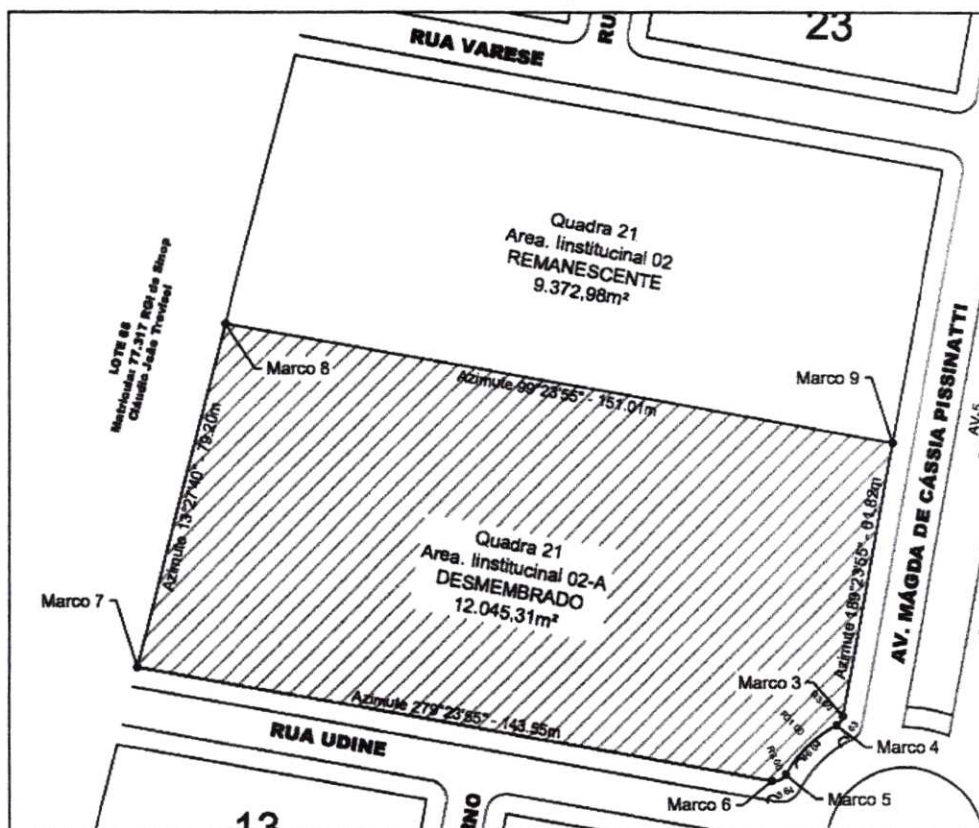 23
RUA VARESE
RU
Quadra 21
Area. Iinstitucinal 02
REMANESCENTE
9.372,98m²
LOTE 88
Matrícula: 77.317 RGI de Sinop
Cláudio João Trevisol
Marco 8
Azimute 99°23'55" - 151.01m
Marco 9
AV. MÁGDA DE CÁSSIA PISSINATTI
Azimute 13°27'40" - 79.20m
Azimute 189°23'55" - 61.82m
Quadra 21
Area. Iinstitucinal 02-A
DESMEMBRADO
12.045,31m²
Marco 7
Marco 3
Azimute 279°23'55" - 143.55m
Marco 4
RUA UDINE
Marco 5
Marco 6
13
RNO